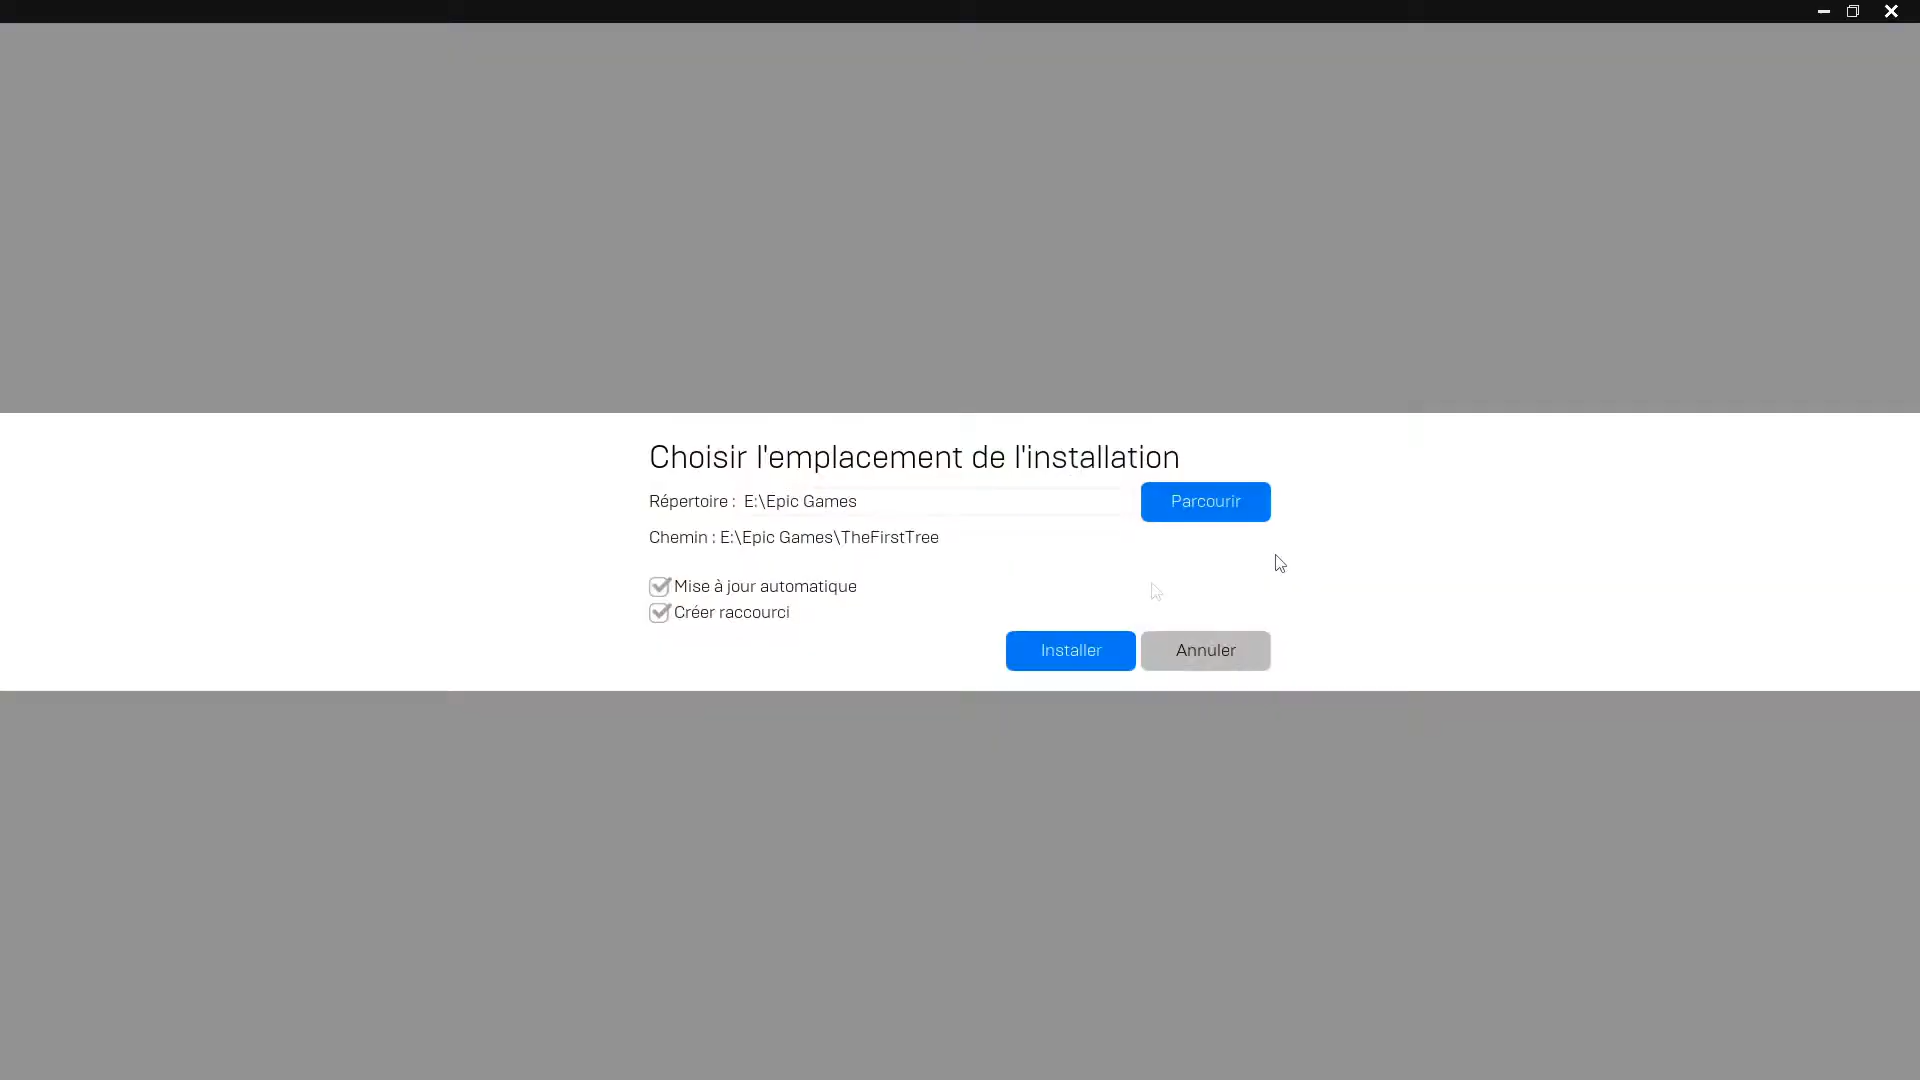 Choisir l'emplacement de l'installation
Répertoire : E:\Epic Games
Parcourir
Chemin : E:\Epic Games\TheFirstTree
Mise à jour automatique
Créer raccourci
Installer
Annuler